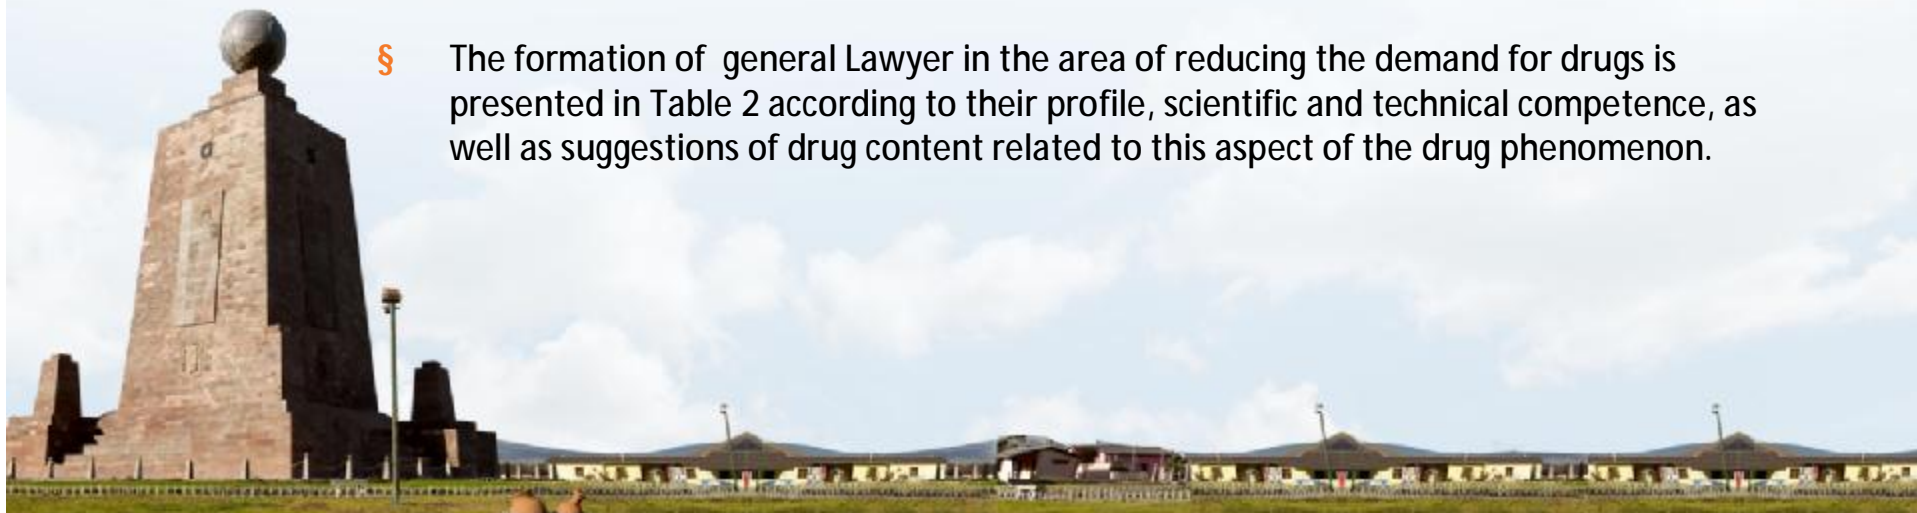 § The formation of  general Lawyer in the area of reducing the demand for drugs is
presented in Table 2 according to their profile, scientific and technical competence, as
well as suggestions of drug content related to this aspect of the drug phenomenon.